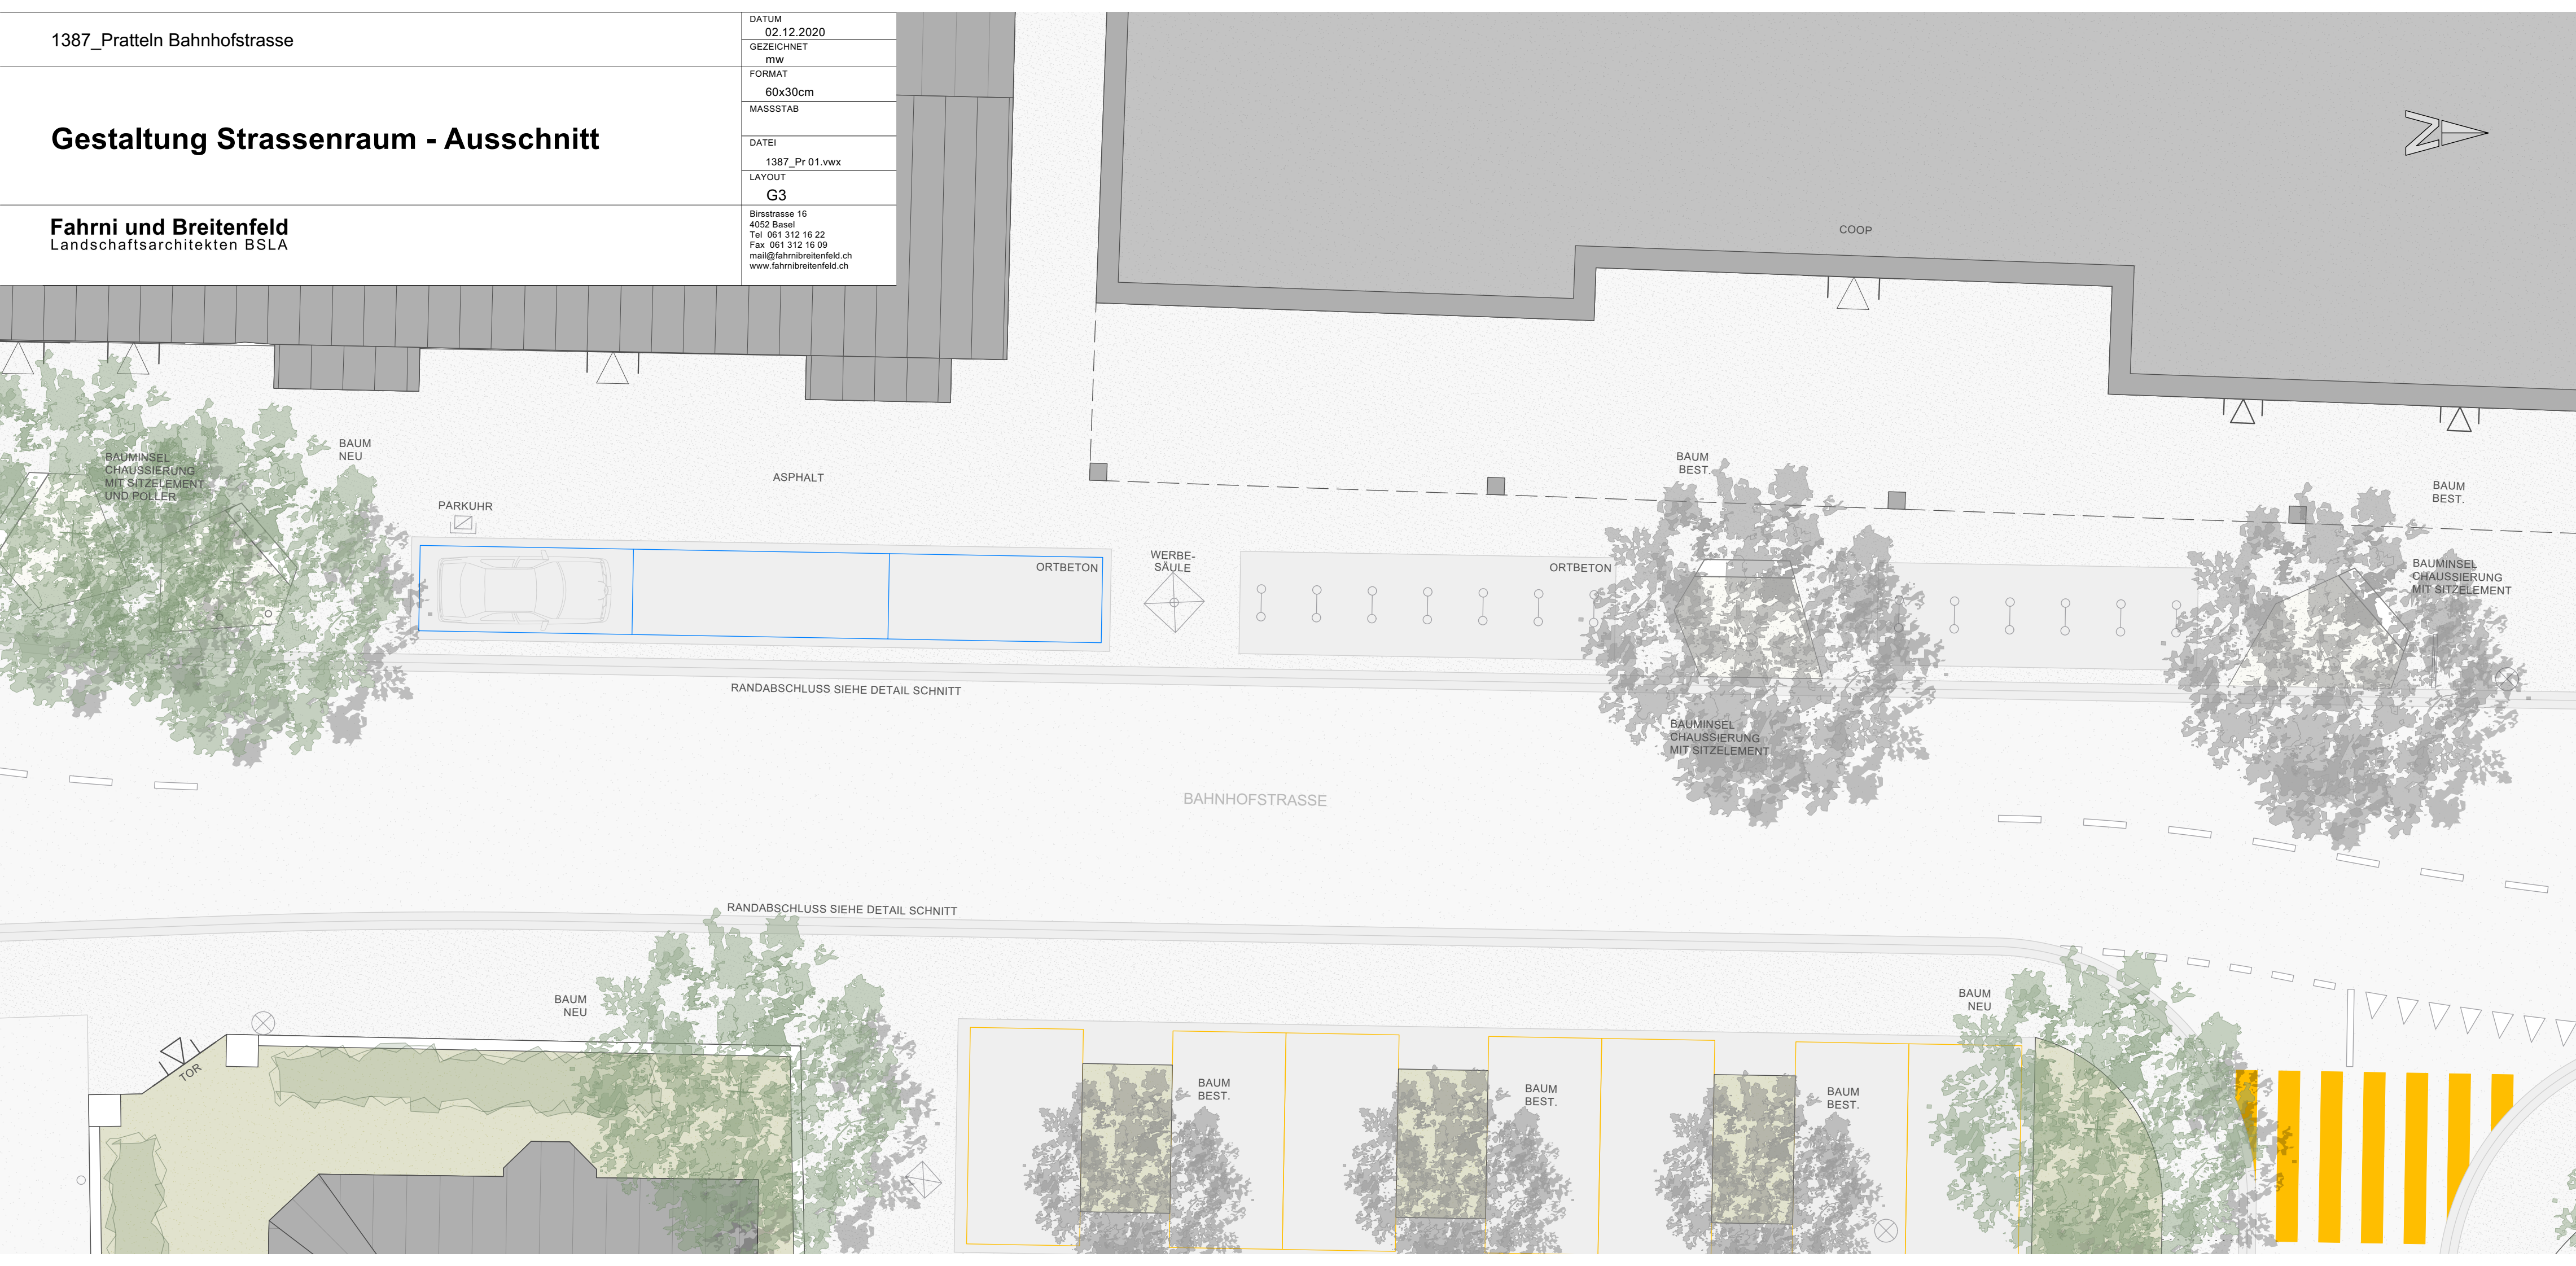 1387_Pratteln Bahnhofstrasse
Gestaltung Strassenraum - Ausschnitt
Fahrni und Breitenfeld
Landschaftsarchitekten BSLA
DATUM
02.12.2020
GEZEICHNET
mw
FORMAT
60x30cm
MASSSTAB
DATEI
1387_Pr 01.vwx
LAYOUT
G3
Birsstrasse 16
4052 Basel
Tel 061 312 16 22
Fax 061 312 16 09
mail@fahrnibreitenfeld.ch
www.fahrnibreitenfeld.ch
N
COOP
BAUM
NEU
BAUMINSEL
CHAUSSIERUNG
MIT SITZELEMENT
UND POLLER
PARKUHR
ASPHALT
ORTBETON
WERBE-
SÄULE
ORTBETON
BAUM
BEST.
BAUM
BEST.
BAUMINSEL
CHAUSSIERUNG
MIT SITZELEMENT
RANDABSCHLUSS SIEHE DETAIL SCHNITT
BAUMINSEL
CHAUSSIERUNG
MIT SITZELEMENT
BAHNHOFSTRASSE
RANDABSCHLUSS SIEHE DETAIL SCHNITT
BAUM
NEU
BAUM
NEU
TOR
BAUM
BEST.
BAUM
BEST.
BAUM
BEST.